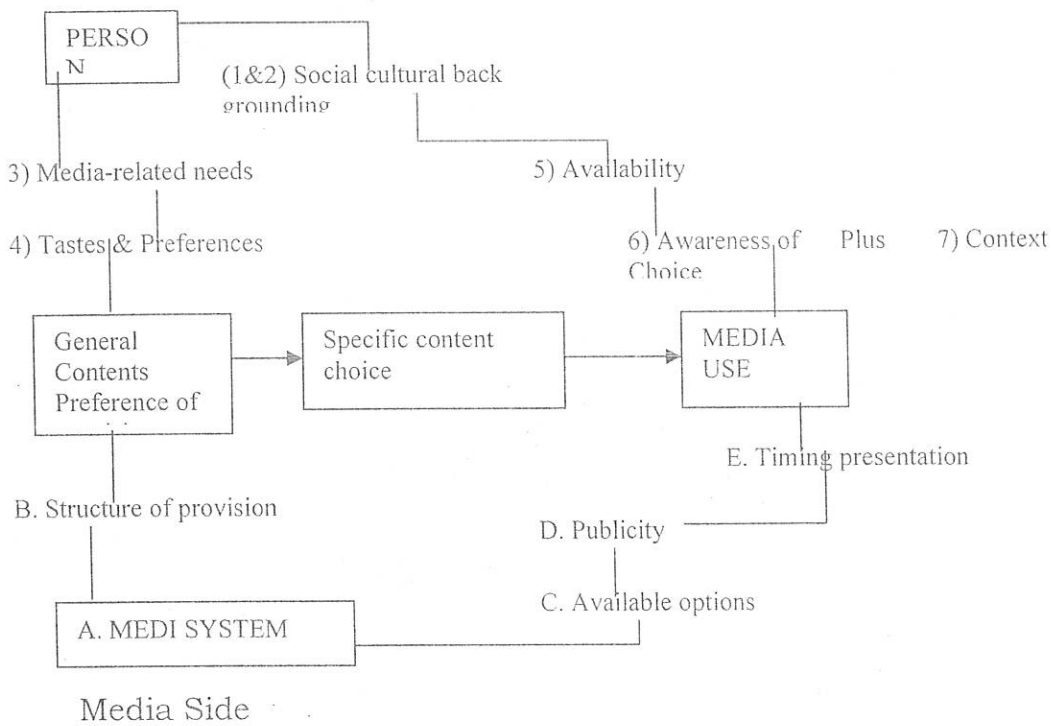 PERSO
N
(1&2) Social cultural back
grounding
3) Media-related needs
5) Availability
4) Tastes & Preferences
6) Awareness of Plus 7) Context
Choice
General
Contents
Preference of
Specific content
choice
MEDIA
USE
E. Timing presentation
B. Structure of provision
D. Publicity
C. Available options
A. MEDI SYSTEM
Media Side